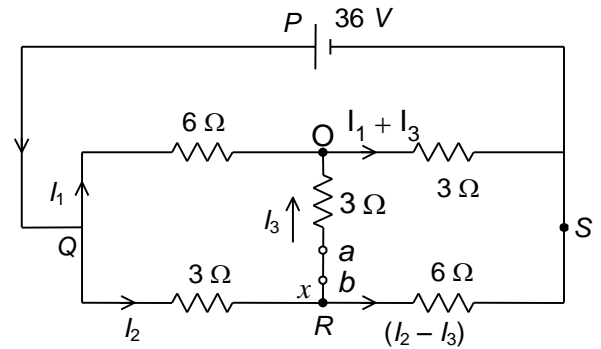 P 36 V
6 Ω O I₁ + I₃
I₁ 3 Ω 3 Ω
I₃
Q a S
3 Ω x b 6 Ω
I₂ R (I₂ – I₃)